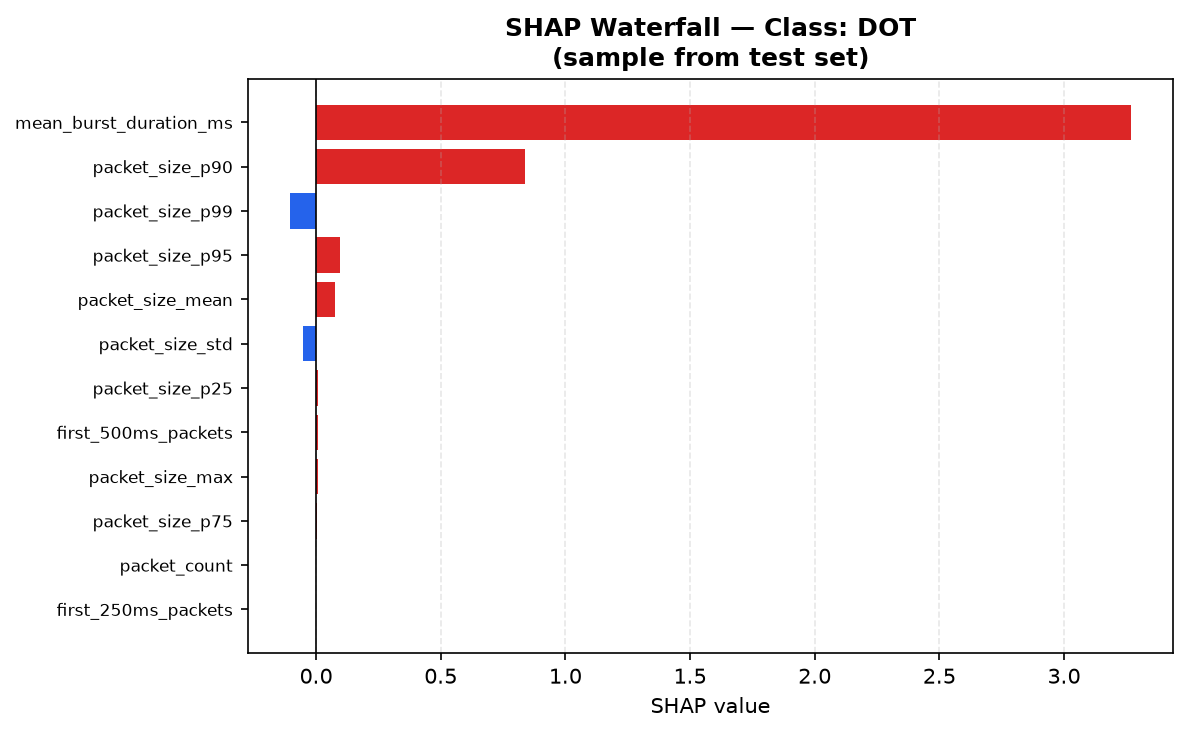 SHAP Waterfall — Class: DOT
(sample from test set)
mean_burst_duration_ms
packet_size_p90
packet_size_p99
packet_size_p95
packet_size_mean
packet_size_std
packet_size_p25
first_500ms_packets
packet_size_max
packet_size_p75
packet_count
first_250ms_packets
0.0 0.5 1.0 1.5 2.0 2.5 3.0
SHAP value